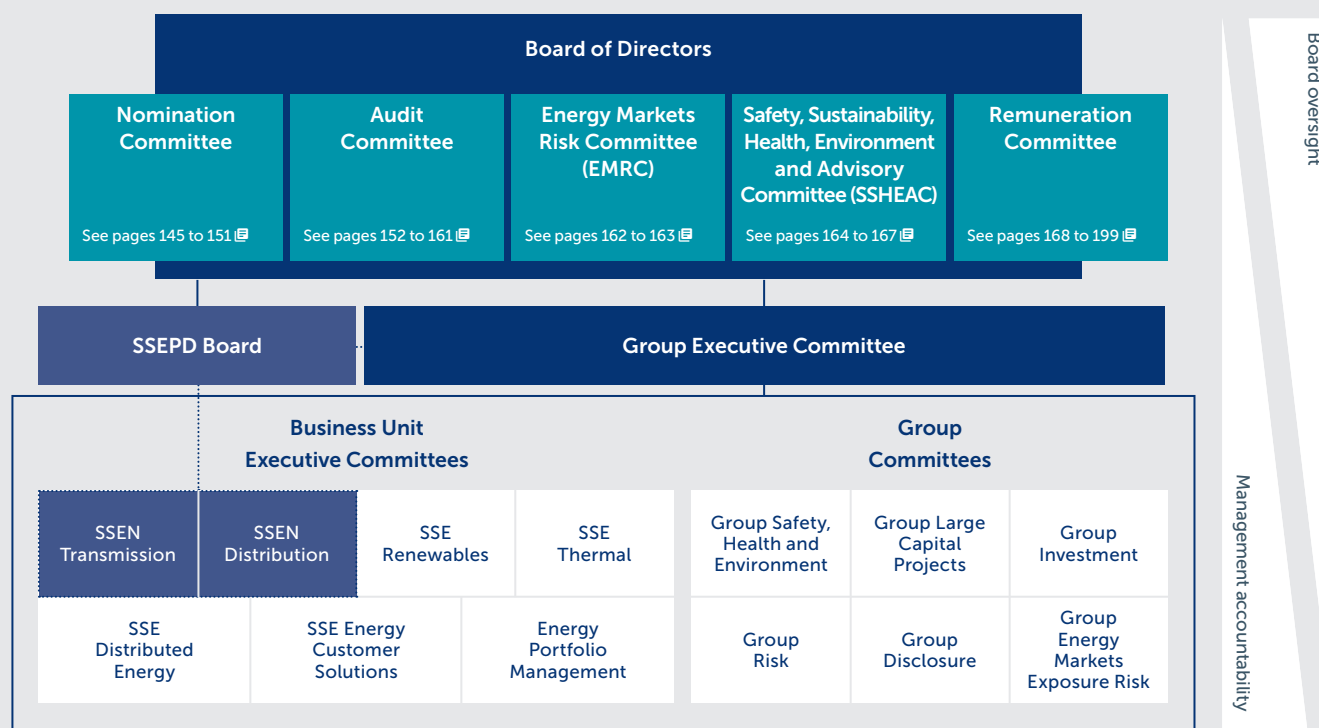 Board of Directors
Nomination
Committee
See pages 145 to 151
Audit
Committee
See pages 152 to 161
Energy Markets
Risk Committee
(EMRC)
See pages 162 to 163
Safety, Sustainability,
Health, Environment
and Advisory
Committee (SSHEAC)
See pages 164 to 167
Remuneration
Committee
See pages 168 to 199
SSEPD Board
Group Executive Committee
Business Unit
Executive Committees
SSEN
Transmission
SSEN
Distribution
SSE
Renewables
SSE
Thermal
SSE
Distributed
Energy
SSE Energy
Customer
Solutions
Energy
Portfolio
Management
Group
Committees
Group Safety,
Health and
Environment
Group Large
Capital
Projects
Group
Investment
Group
Risk
Group
Disclosure
Group
Energy
Markets
Exposure Risk
Board oversight
Management accountability